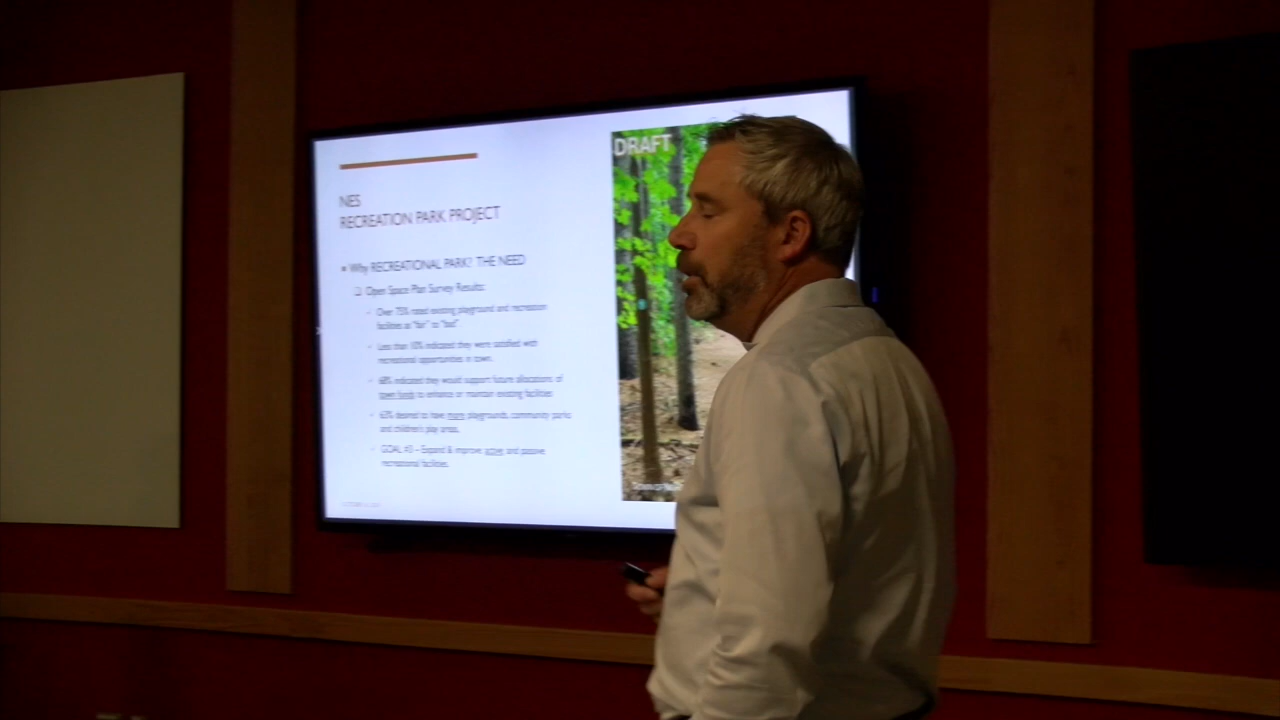 DRAFT
NES
RECREATION PARK PROJECT
Why RECREATIONAL PARK? THE NEED
Open Space Plan Survey Results:
Over 75% rated existing playground and recreation
facilities as "fair" to "bad"
Less than 10% indicated they were satisfied with
recreational opportunities in town.
68% indicated they would support future allocations of
town funds to enhance or maintain existing facilities
63% desired to have more playgrounds, community parks
and children's play areas.
GOAL #3 – Expand & improve active and passive
recreational facilities.